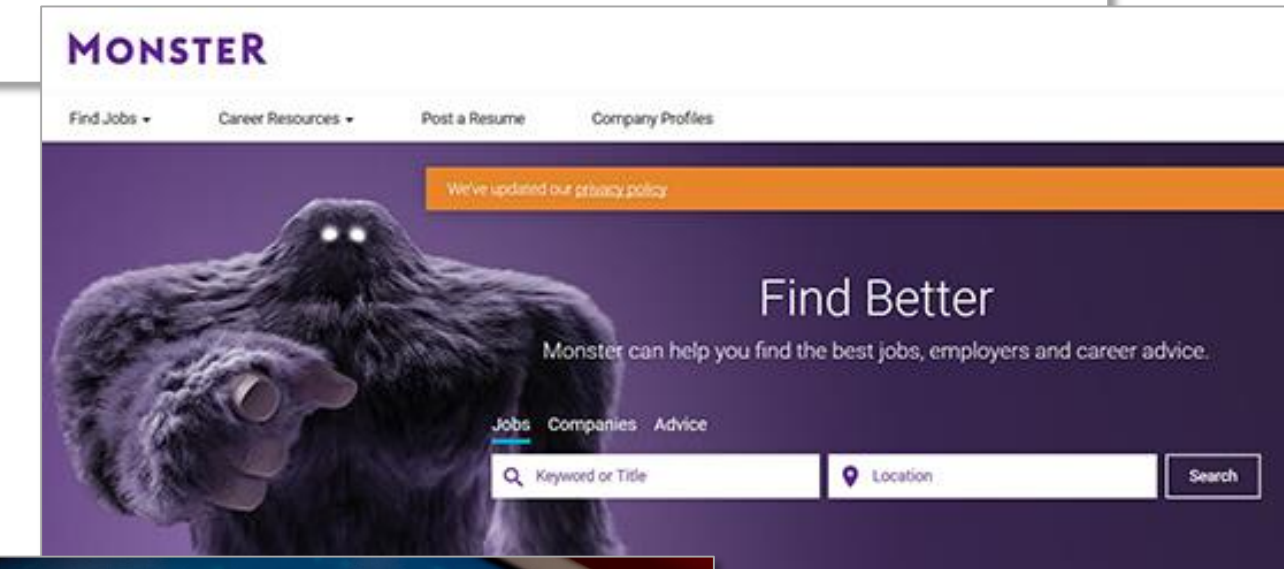 MONSTER
Find Jobs Career Resources Post a Resume Company Profiles
We've updated our privacy policy
Find Better
Monster can help you find the best jobs, employers and career advice.
Jobs Companies Advice
Keyword or Title Location Search